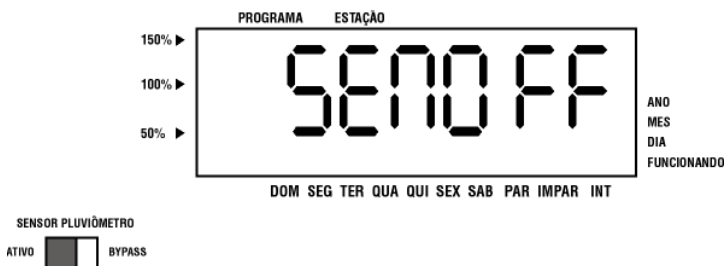 PROGRAMA ESTAÇÃO
150%
100%
50%
SENOFF
ANO
MES
DIA
FUNCIONANDO
DOM SEG TER QUA QUI SEX SAB PAR IMPAR INT
SENSOR PLUVIÔMETRO
ATIVO BYPASS